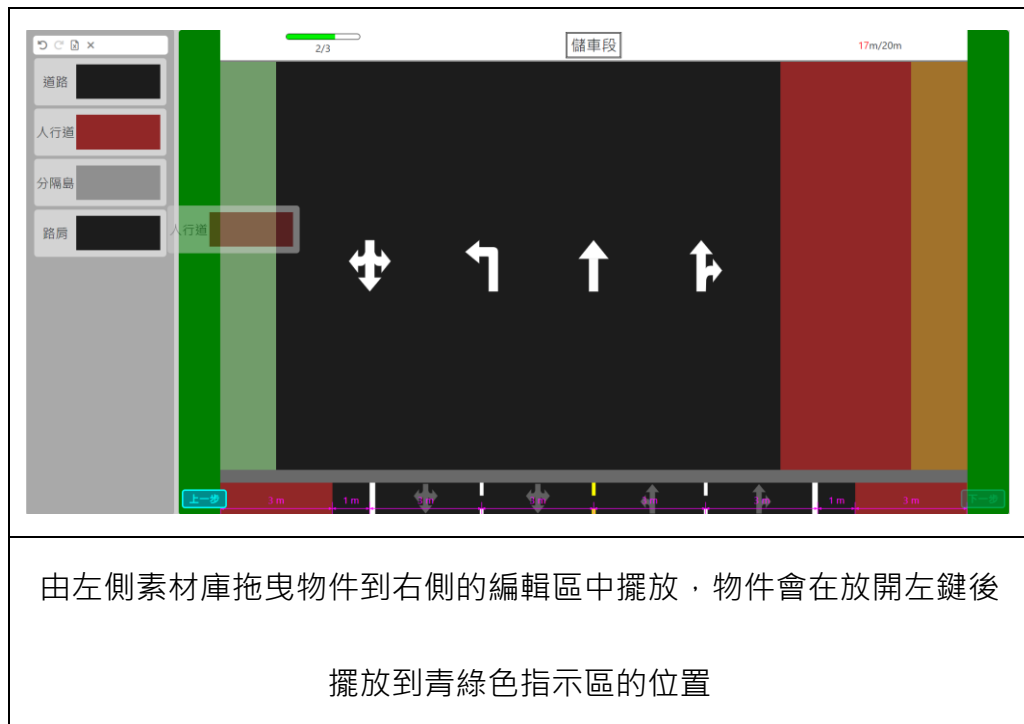 2/3
儲車段
17m/20m
道路
人行道
分隔島
路肩
人行道
上一步
3 m
1 m
1 m
3 m
下一步
由左側素材庫拖曳物件到右側的編輯區中擺放，物件會在放開左鍵後
擺放到青綠色指示區的位置